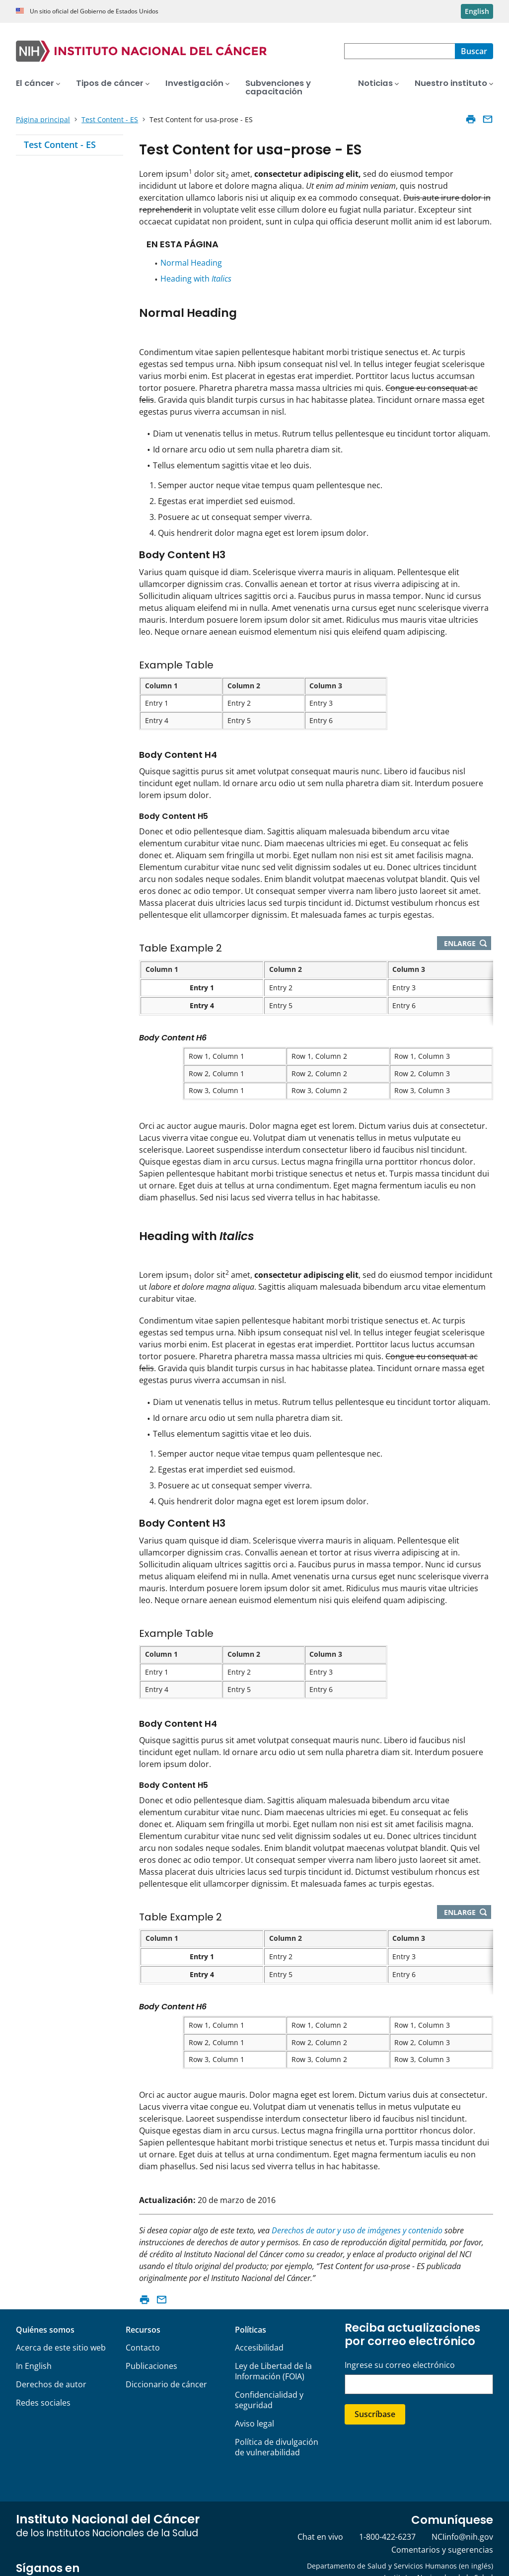 Un sitio oficial del Gobierno de Estados Unidos
English
NIH INSTITUTO NACIONAL DEL CÁNCER
Buscar
El cáncer
Tipos de cáncer
Investigación
Subvenciones y
capacitación
Noticias
Nuestro instituto
Página principal > Test Content - ES > Test Content for usa-prose - ES
Test Content - ES
Test Content for usa-prose - ES
Lorem ipsum1 dolor sit2 amet, consectetur adipiscing elit, sed do eiusmod tempor
incididunt ut labore et dolore magna aliqua. Ut enim ad minim veniam, quis nostrud
exercitation ullamco laboris nisi ut aliquip ex ea commodo consequat. Duis aute irure dolor in
reprehenderit in voluptate velit esse cillum dolore eu fugiat nulla pariatur. Excepteur sint
occaecat cupidatat non proident, sunt in culpa qui officia deserunt mollit anim id est laborum.
EN ESTA PÁGINA
• Normal Heading
• Heading with Italics
Normal Heading
Condimentum vitae sapien pellentesque habitant morbi tristique senectus et. Ac turpis
egestas sed tempus urna. Nibh ipsum consequat nisl vel. In tellus integer feugiat scelerisque
varius morbi enim. Est placerat in egestas erat imperdiet. Porttitor lacus luctus accumsan
tortor posuere. Pharetra pharetra massa massa ultricies mi quis. Congue eu consequat ac
felis. Gravida quis blandit turpis cursus in hac habitasse platea. Tincidunt ornare massa eget
egestas purus viverra accumsan in nisl.
• Diam ut venenatis tellus in metus. Rutrum tellus pellentesque eu tincidunt tortor aliquam.
• Id ornare arcu odio ut sem nulla pharetra diam sit.
• Tellus elementum sagittis vitae et leo duis.
1. Semper auctor neque vitae tempus quam pellentesque nec.
2. Egestas erat imperdiet sed euismod.
3. Posuere ac ut consequat semper viverra.
4. Quis hendrerit dolor magna eget est lorem ipsum dolor.
Body Content H3
Varius quam quisque id diam. Scelerisque viverra mauris in aliquam. Pellentesque elit
ullamcorper dignissim cras. Convallis aenean et tortor at risus viverra adipiscing at in.
Sollicitudin aliquam ultrices sagittis orci a. Faucibus purus in massa tempor. Nunc id cursus
metus aliquam eleifend mi in nulla. Amet venenatis urna cursus eget nunc scelerisque viverra
mauris. Interdum posuere lorem ipsum dolor sit amet. Ridiculus mus mauris vitae ultricies
leo. Neque ornare aenean euismod elementum nisi quis eleifend quam adipiscing.
Example Table
Column 1 Column 2 Column 3
Entry 1 Entry 2 Entry 3
Entry 4 Entry 5 Entry 6
Body Content H4
Quisque sagittis purus sit amet volutpat consequat mauris nunc. Libero id faucibus nisl
tincidunt eget nullam. Id ornare arcu odio ut sem nulla pharetra diam sit. Interdum posuere
lorem ipsum dolor.
Body Content H5
Donec et odio pellentesque diam. Sagittis aliquam malesuada bibendum arcu vitae
elementum curabitur vitae nunc. Diam maecenas ultricies mi eget. Eu consequat ac felis
donec et. Aliquam sem fringilla ut morbi. Eget nullam non nisi est sit amet facilisis magna.
Elementum curabitur vitae nunc sed velit dignissim sodales ut eu. Donec ultrices tincidunt
arcu non sodales neque sodales. Enim blandit volutpat maecenas volutpat blandit. Quis vel
eros donec ac odio tempor. Ut consequat semper viverra nam libero justo laoreet sit amet.
Massa placerat duis ultricies lacus sed turpis tincidunt id. Dictumst vestibulum rhoncus est
pellentesque elit ullamcorper dignissim. Et malesuada fames ac turpis egestas.
ENLARGE
Table Example 2
Column 1 Column 2 Column 3
Entry 1 Entry 2 Entry 3
Entry 4 Entry 5 Entry 6
Body Content H6
Row 1, Column 1 Row 1, Column 2 Row 1, Column 3
Row 2, Column 1 Row 2, Column 2 Row 2, Column 3
Row 3, Column 1 Row 3, Column 2 Row 3, Column 3
Orci ac auctor augue mauris. Dolor magna eget est lorem. Dictum varius duis at consectetur.
Lacus viverra vitae congue eu. Volutpat diam ut venenatis tellus in metus vulputate eu
scelerisque. Laoreet suspendisse interdum consectetur libero id faucibus nisl tincidunt.
Quisque egestas diam in arcu cursus. Lectus magna fringilla urna porttitor rhoncus dolor.
Sapien pellentesque habitant morbi tristique senectus et netus et. Turpis massa tincidunt dui
ut ornare. Eget duis at tellus at urna condimentum. Eget magna fermentum iaculis eu non
diam phasellus. Sed nisi lacus sed viverra tellus in hac habitasse.
Heading with Italics
Lorem ipsum1 dolor sit2 amet, consectetur adipiscing elit, sed do eiusmod tempor incididunt
ut labore et dolore magna aliqua. Sagittis aliquam malesuada bibendum arcu vitae elementum
curabitur vitae.
Condimentum vitae sapien pellentesque habitant morbi tristique senectus et. Ac turpis
egestas sed tempus urna. Nibh ipsum consequat nisl vel. In tellus integer feugiat scelerisque
varius morbi enim. Est placerat in egestas erat imperdiet. Porttitor lacus luctus accumsan
tortor posuere. Pharetra pharetra massa massa ultricies mi quis. Congue eu consequat ac
felis. Gravida quis blandit turpis cursus in hac habitasse platea. Tincidunt ornare massa eget
egestas purus viverra accumsan in nisl.
• Diam ut venenatis tellus in metus. Rutrum tellus pellentesque eu tincidunt tortor aliquam.
• Id ornare arcu odio ut sem nulla pharetra diam sit.
• Tellus elementum sagittis vitae et leo duis.
1. Semper auctor neque vitae tempus quam pellentesque nec.
2. Egestas erat imperdiet sed euismod.
3. Posuere ac ut consequat semper viverra.
4. Quis hendrerit dolor magna eget est lorem ipsum dolor.
Body Content H3
Varius quam quisque id diam. Scelerisque viverra mauris in aliquam. Pellentesque elit
ullamcorper dignissim cras. Convallis aenean et tortor at risus viverra adipiscing at in.
Sollicitudin aliquam ultrices sagittis orci a. Faucibus purus in massa tempor. Nunc id cursus
metus aliquam eleifend mi in nulla. Amet venenatis urna cursus eget nunc scelerisque viverra
mauris. Interdum posuere lorem ipsum dolor sit amet. Ridiculus mus mauris vitae ultricies
leo. Neque ornare aenean euismod elementum nisi quis eleifend quam adipiscing.
Example Table
Column 1 Column 2 Column 3
Entry 1 Entry 2 Entry 3
Entry 4 Entry 5 Entry 6
Body Content H4
Quisque sagittis purus sit amet volutpat consequat mauris nunc. Libero id faucibus nisl
tincidunt eget nullam. Id ornare arcu odio ut sem nulla pharetra diam sit. Interdum posuere
lorem ipsum dolor.
Body Content H5
Donec et odio pellentesque diam. Sagittis aliquam malesuada bibendum arcu vitae
elementum curabitur vitae nunc. Diam maecenas ultricies mi eget. Eu consequat ac felis
donec et. Aliquam sem fringilla ut morbi. Eget nullam non nisi est sit amet facilisis magna.
Elementum curabitur vitae nunc sed velit dignissim sodales ut eu. Donec ultrices tincidunt
arcu non sodales neque sodales. Enim blandit volutpat maecenas volutpat blandit. Quis vel
eros donec ac odio tempor. Ut consequat semper viverra nam libero justo laoreet sit amet.
Massa placerat duis ultricies lacus sed turpis tincidunt id. Dictumst vestibulum rhoncus est
pellentesque elit ullamcorper dignissim. Et malesuada fames ac turpis egestas.
ENLARGE
Table Example 2
Column 1 Column 2 Column 3
Entry 1 Entry 2 Entry 3
Entry 4 Entry 5 Entry 6
Body Content H6
Row 1, Column 1 Row 1, Column 2 Row 1, Column 3
Row 2, Column 1 Row 2, Column 2 Row 2, Column 3
Row 3, Column 1 Row 3, Column 2 Row 3, Column 3
Orci ac auctor augue mauris. Dolor magna eget est lorem. Dictum varius duis at consectetur.
Lacus viverra vitae congue eu. Volutpat diam ut venenatis tellus in metus vulputate eu
scelerisque. Laoreet suspendisse interdum consectetur libero id faucibus nisl tincidunt.
Quisque egestas diam in arcu cursus. Lectus magna fringilla urna porttitor rhoncus dolor.
Sapien pellentesque habitant morbi tristique senectus et netus et. Turpis massa tincidunt dui
ut ornare. Eget duis at tellus at urna condimentum. Eget magna fermentum iaculis eu non
diam phasellus. Sed nisi lacus sed viverra tellus in hac habitasse.
Actualización: 20 de marzo de 2016
Si desea copiar algo de este texto, vea Derechos de autor y uso de imágenes y contenido sobre
instrucciones de derechos de autor y permisos. En caso de reproducción digital permitida, por favor,
dé crédito al Instituto Nacional del Cáncer como su creador, y enlace al producto original del NCI
usando el título original del producto; por ejemplo, “Test Content for usa-prose - ES publicada
originalmente por el Instituto Nacional del Cáncer.”
Quiénes somos
Acerca de este sitio web
In English
Derechos de autor
Redes sociales
Recursos
Contacto
Publicaciones
Diccionario de cáncer
Políticas
Accesibilidad
Ley de Libertad de la
Información (FOIA)
Confidencialidad y
seguridad
Aviso legal
Política de divulgación
de vulnerabilidad
Reciba actualizaciones
por correo electrónico
Ingrese su correo electrónico
Suscríbase
Instituto Nacional del Cáncer
de los Institutos Nacionales de la Salud
Síganos en
Comuníquese
Chat en vivo 1-800-422-6237 NCIinfo@nih.gov
Comentarios y sugerencias
Departamento de Salud y Servicios Humanos (en inglés)